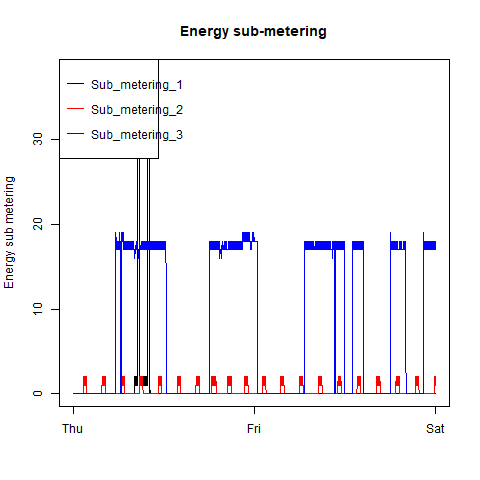 Energy sub-metering
Sub_metering_1
Sub_metering_2
Sub_metering_3
Energy sub metering
30
20
10
0
Thu
Fri
Sat